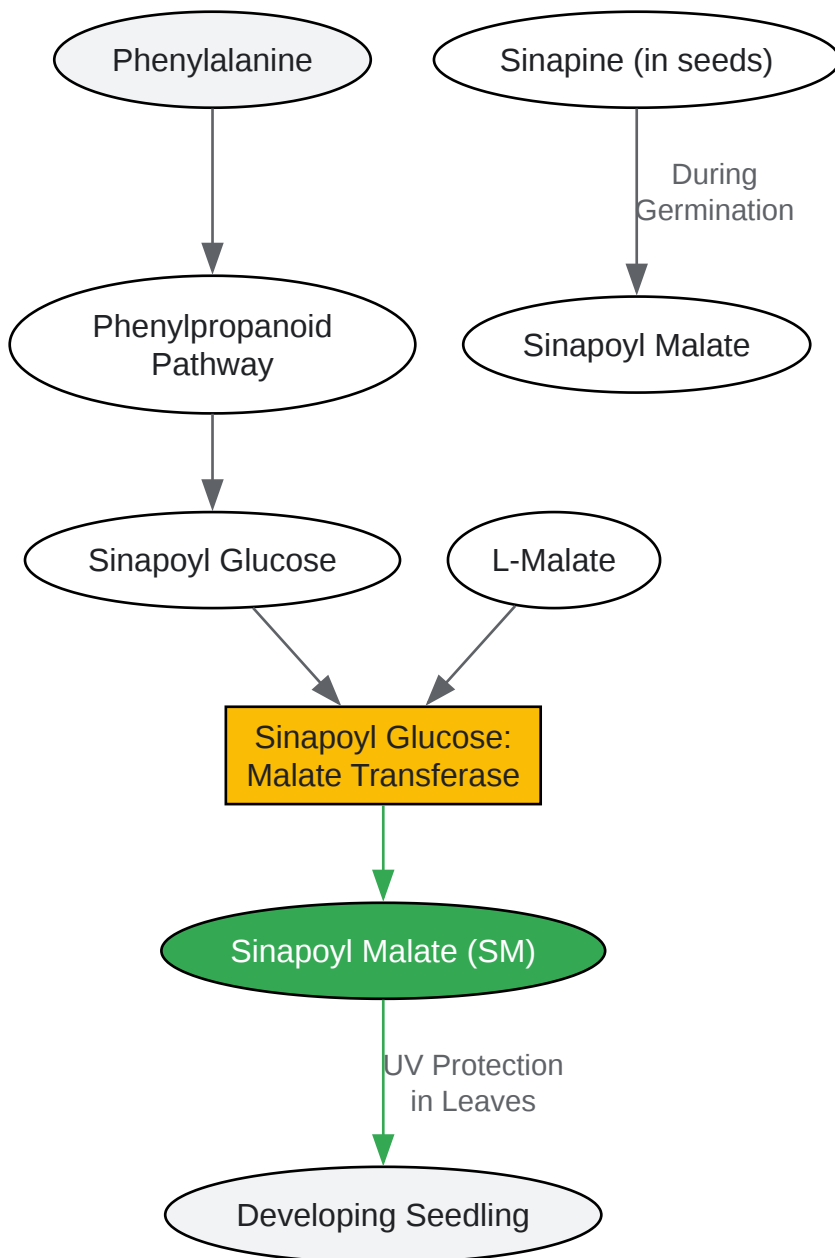 Phenylalanine
Sinapine (in seeds)
During
Germination
Phenylpropanoid
Pathway
Sinapoyl Malate
Sinapoyl Glucose
L-Malate
Sinapoyl Glucose:
Malate Transferase
Sinapoyl Malate (SM)
UV Protection
in Leaves
Developing Seedling